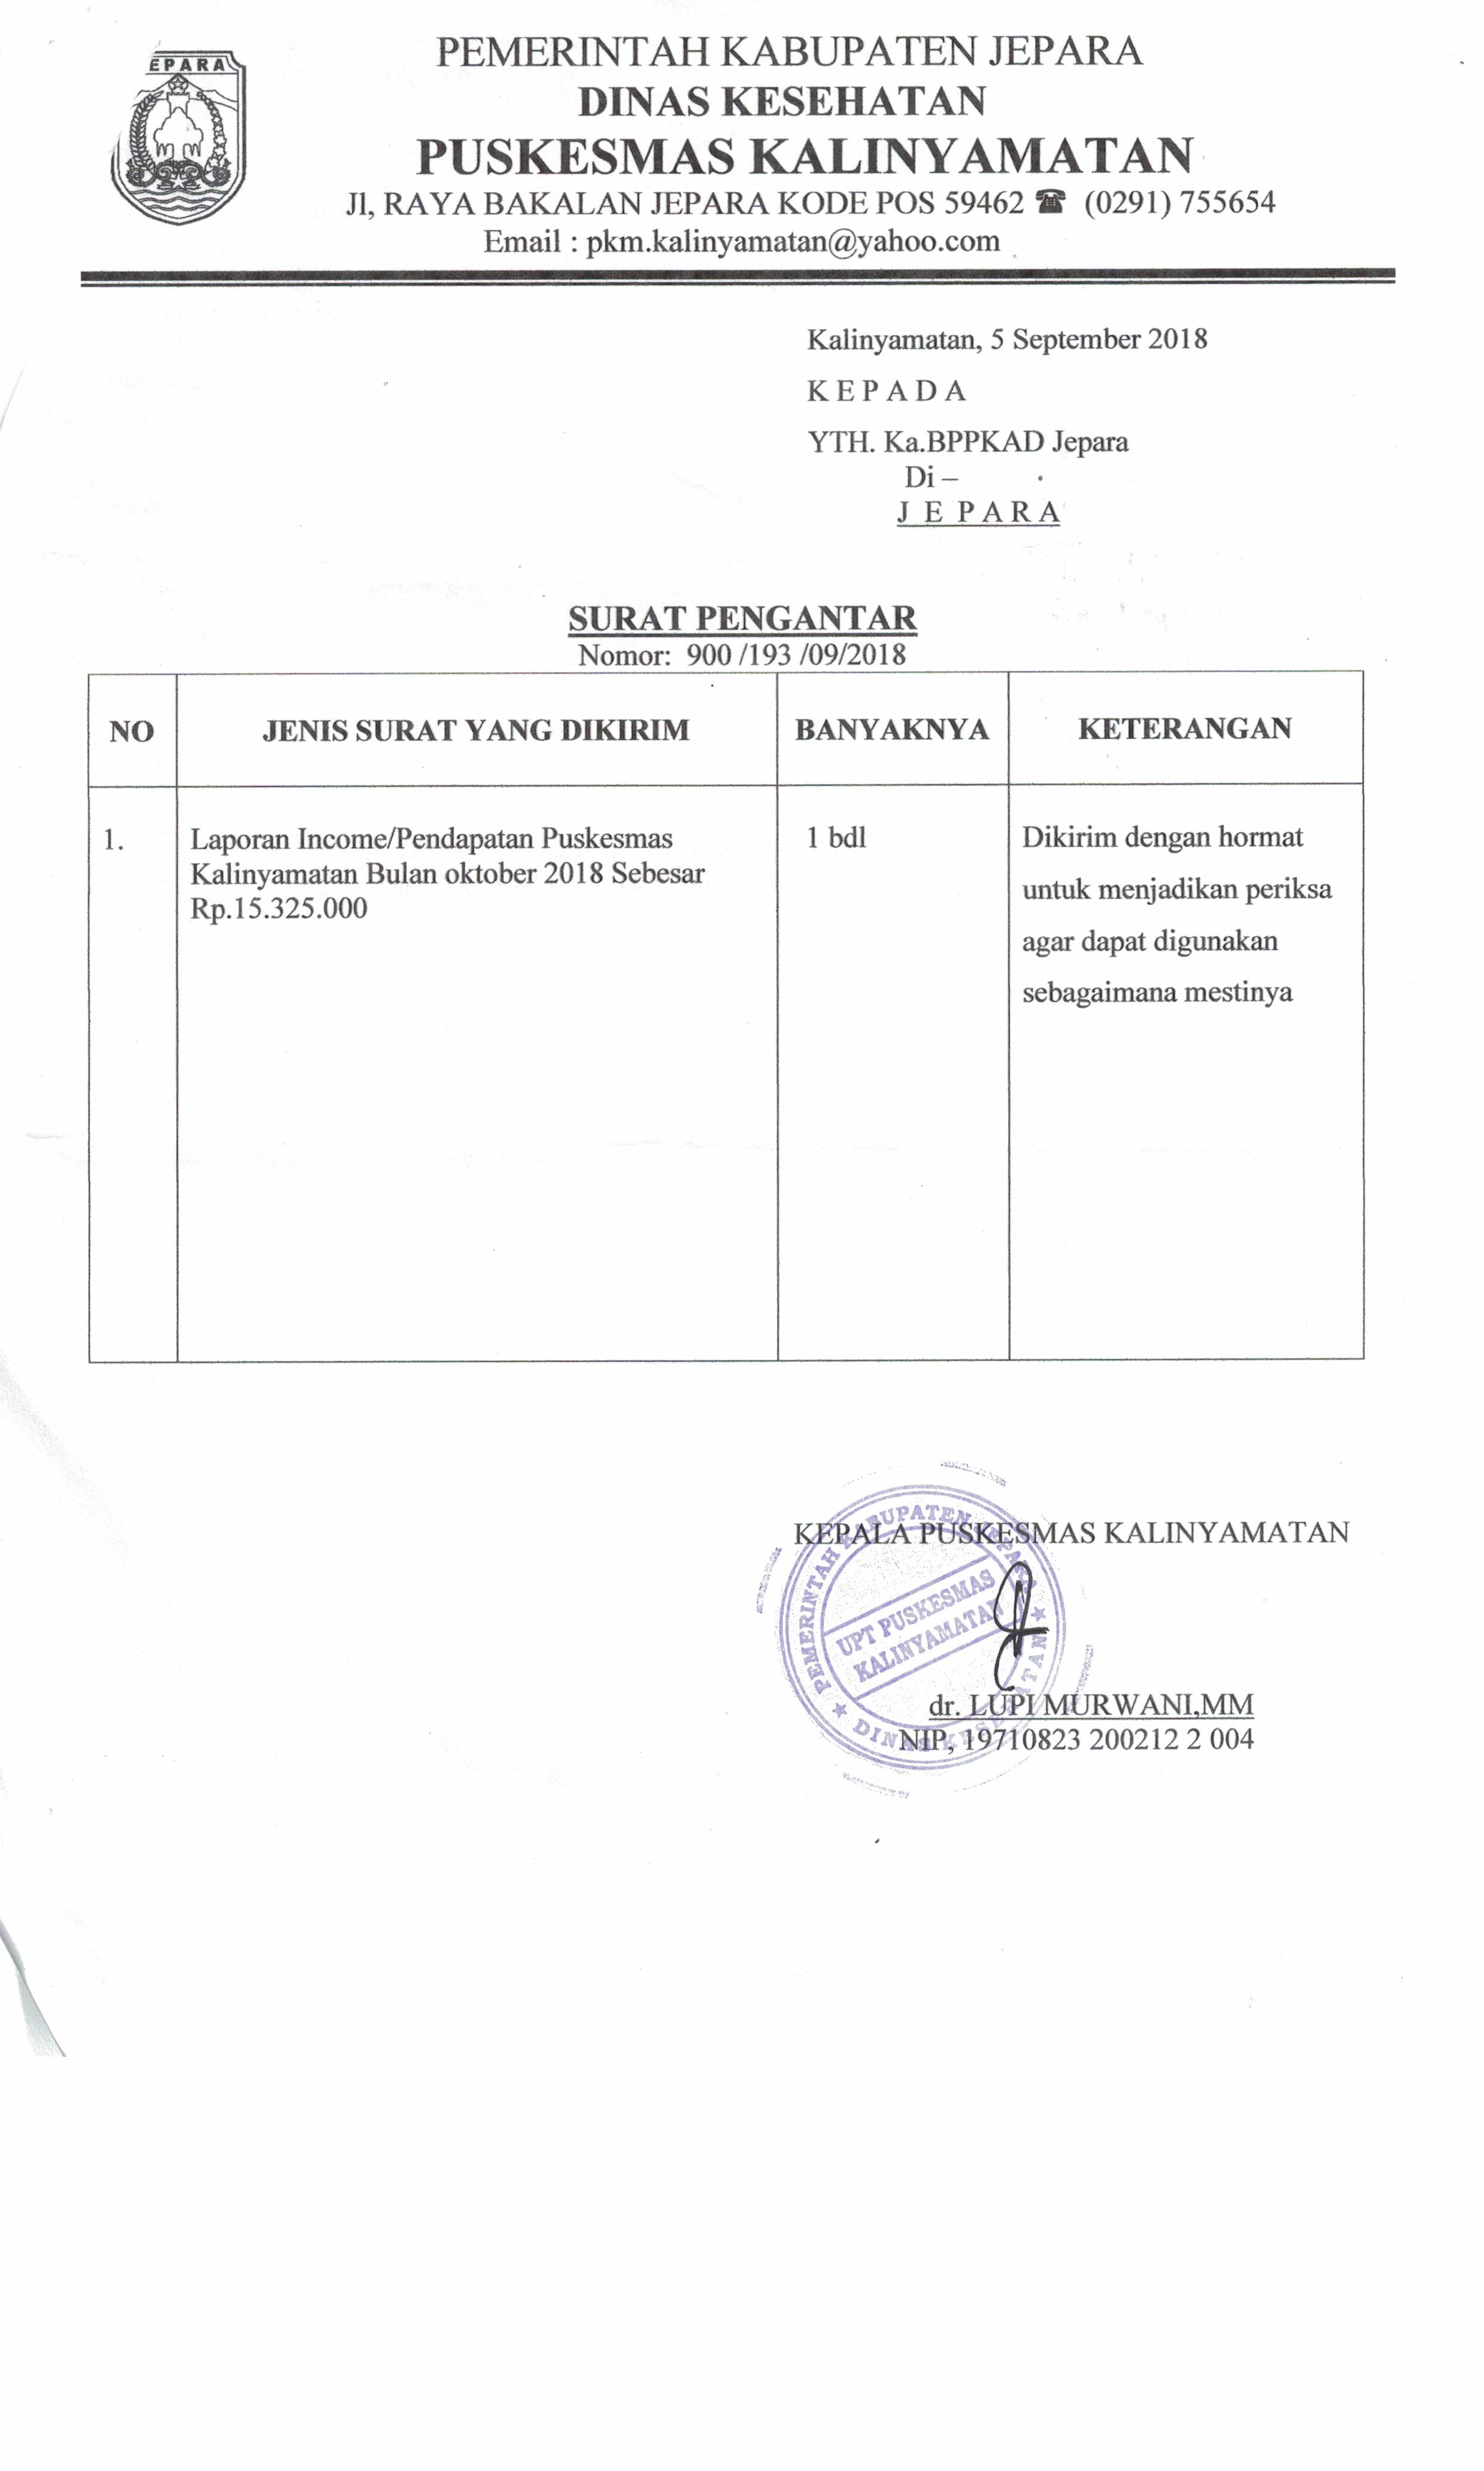 EPARA
PEMERINTAH KABUPATEN JEPARA
DINAS KESEHATAN
PUSKESMAS KALINYAMATAN
Jl, RAYA BAKALAN JEPARA KODE POS 59462 ☎ (0291) 755654
Email : pkm.kalinyamatan@yahoo.com
Kalinyamatan, 5 September 2018
K E P A D A
YTH. Ka.BPPKAD Jepara
Di –
J E P A R A
SURAT PENGANTAR
Nomor: 900 /193 /09/2018
NO JENIS SURAT YANG DIKIRIM BANYAKNYA KETERANGAN
1.
Laporan Income/Pendapatan Puskesmas
Kalinyamatan Bulan oktober 2018 Sebesar
Rp.15.325.000
1 bdl
Dikirim dengan hormat
untuk menjadikan periksa
agar dapat digunakan
sebagaimana mestinya
KEPALA PUSKESMAS KALINYAMATAN
PEMERINTAH KABUPATEN JEPARA
UPT PUSKESMAS
KALINYAMATAN
DINAS KESEHATAN
dr. LUPI MURWANI,MM
NIP, 19710823 200212 2 004